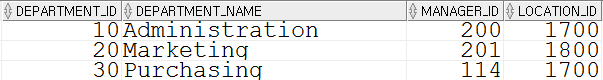 DEPARTMENT_ID DEPARTMENT_NAME MANAGER_ID LOCATION_ID
10 Administration 200 1700
20 Marketing 201 1800
30 Purchasing 114 1700